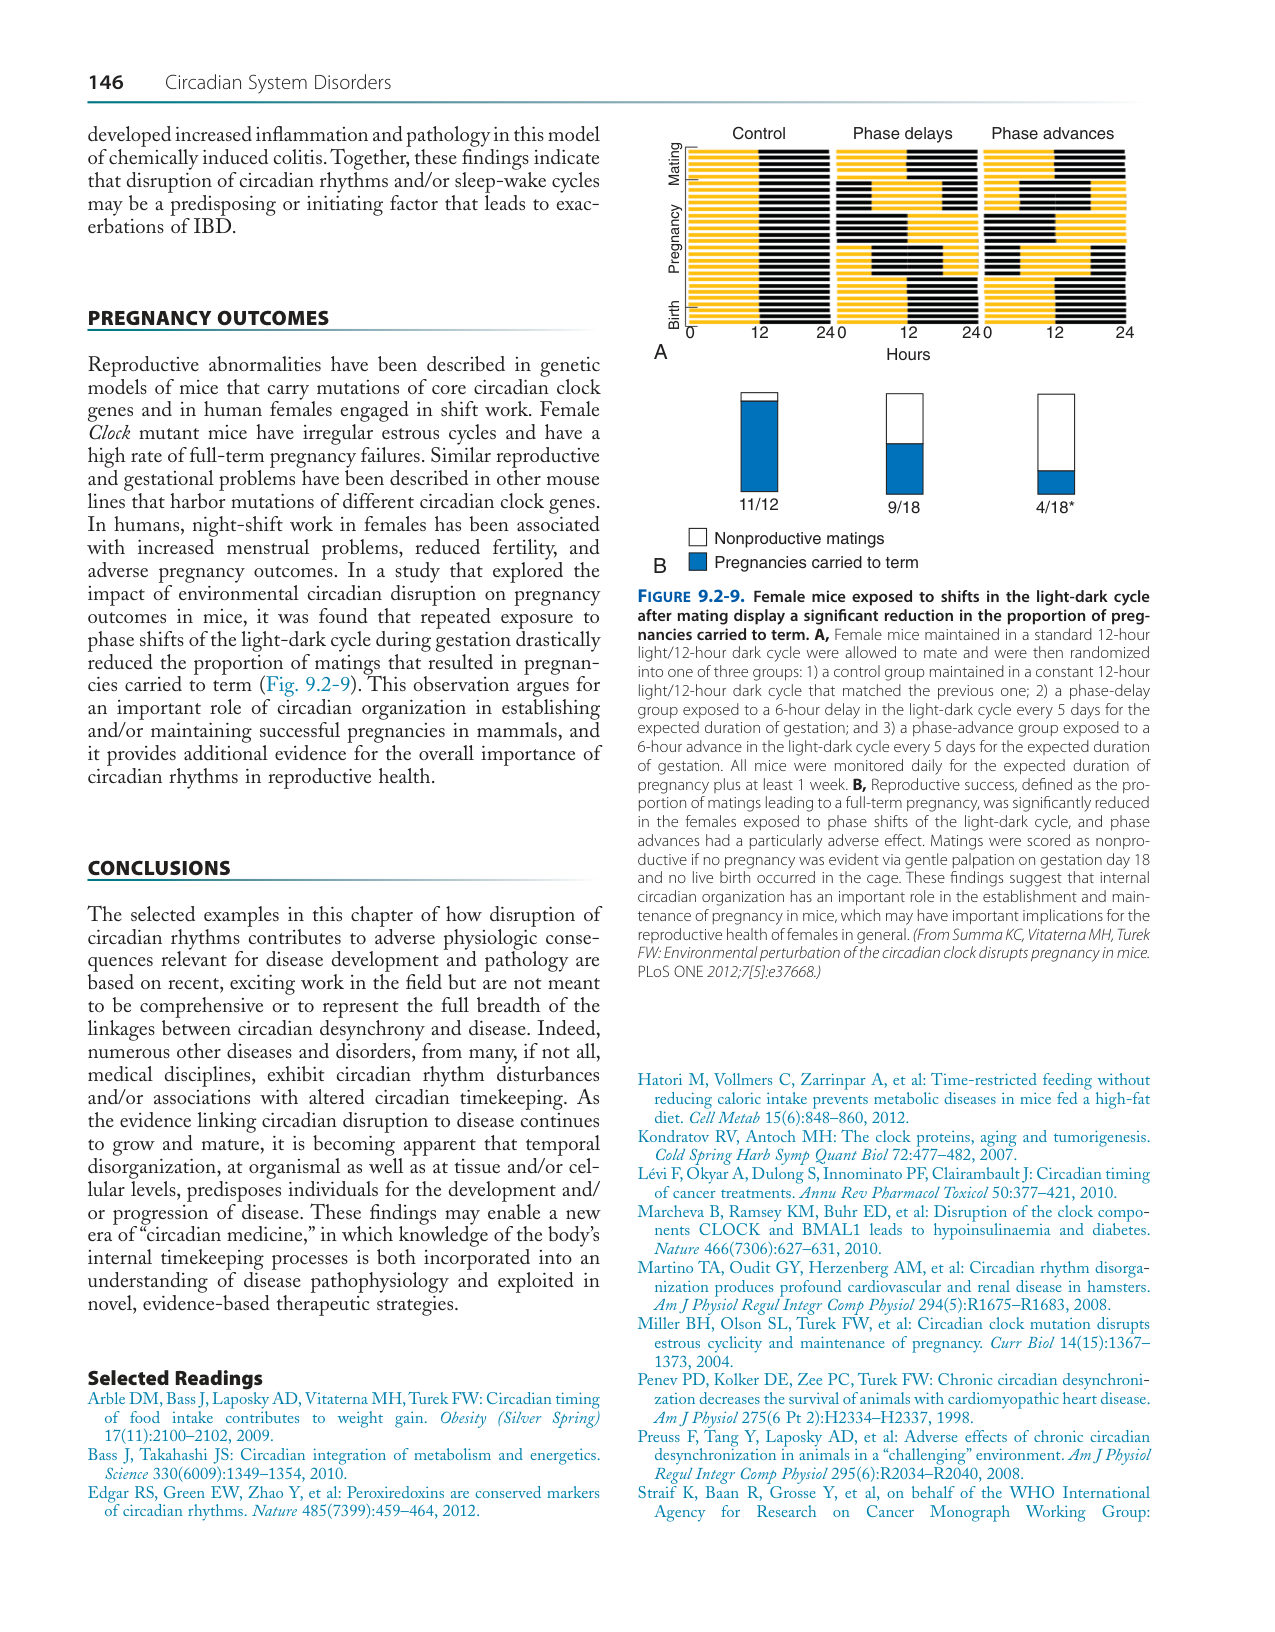 146 Circadian System Disorders
developed increased inflammation and pathology in this model
of chemically induced colitis. Together, these findings indicate
that disruption of circadian rhythms and/or sleep-wake cycles
may be a predisposing or initiating factor that leads to exac-
erbations of IBD.
PREGNANCY OUTCOMES
Reproductive abnormalities have been described in genetic
models of mice that carry mutations of core circadian clock
genes and in human females engaged in shift work. Female
Clock mutant mice have irregular estrous cycles and have a
high rate of full-term pregnancy failures. Similar reproductive
and gestational problems have been described in other mouse
lines that harbor mutations of different circadian clock genes.
In humans, night-shift work in females has been associated
with increased menstrual problems, reduced fertility, and
adverse pregnancy outcomes. In a study that explored the
impact of environmental circadian disruption on pregnancy
outcomes in mice, it was found that repeated exposure to
phase shifts of the light-dark cycle during gestation drastically
reduced the proportion of matings that resulted in pregnan-
cies carried to term (Fig. 9.2-9). This observation argues for
an important role of circadian organization in establishing
and/or maintaining successful pregnancies in mammals, and
it provides additional evidence for the overall importance of
circadian rhythms in reproductive health.
CONCLUSIONS
The selected examples in this chapter of how disruption of
circadian rhythms contributes to adverse physiologic conse-
quences relevant for disease development and pathology are
based on recent, exciting work in the field but are not meant
to be comprehensive or to represent the full breadth of the
linkages between circadian desynchrony and disease. Indeed,
numerous other diseases and disorders, from many, if not all,
medical disciplines, exhibit circadian rhythm disturbances
and/or associations with altered circadian timekeeping. As
the evidence linking circadian disruption to disease continues
to grow and mature, it is becoming apparent that temporal
disorganization, at organismal as well as at tissue and/or cel-
lular levels, predisposes individuals for the development and/
or progression of disease. These findings may enable a new
era of “circadian medicine,” in which knowledge of the body’s
internal timekeeping processes is both incorporated into an
understanding of disease pathophysiology and exploited in
novel, evidence-based therapeutic strategies.
Selected Readings
Arble DM, Bass J, Laposky AD, Vitaterna MH, Turek FW: Circadian timing
of food intake contributes to weight gain. Obesity (Silver Spring)
17(11):2100–2102, 2009.
Bass J, Takahashi JS: Circadian integration of metabolism and energetics.
Science 330(6009):1349–1354, 2010.
Edgar RS, Green EW, Zhao Y, et al: Peroxiredoxins are conserved markers
of circadian rhythms. Nature 485(7399):459–464, 2012.
Control Phase delays Phase advances
Mating
Pregnancy
Birth
0 12 24 0 12 24 0 12 24
A Hours
11/12 9/18 4/18*
Nonproductive matings
B Pregnancies carried to term
FIGURE 9.2-9. Female mice exposed to shifts in the light-dark cycle
after mating display a significant reduction in the proportion of preg-
nancies carried to term. A, Female mice maintained in a standard 12-hour
light/12-hour dark cycle were allowed to mate and were then randomized
into one of three groups: 1) a control group maintained in a constant 12-hour
light/12-hour dark cycle that matched the previous one; 2) a phase-delay
group exposed to a 6-hour delay in the light-dark cycle every 5 days for the
expected duration of gestation; and 3) a phase-advance group exposed to a
6-hour advance in the light-dark cycle every 5 days for the expected duration
of gestation. All mice were monitored daily for the expected duration of
pregnancy plus at least 1 week. B, Reproductive success, defined as the pro-
portion of matings leading to a full-term pregnancy, was significantly reduced
in the females exposed to phase shifts of the light-dark cycle, and phase
advances had a particularly adverse effect. Matings were scored as nonpro-
ductive if no pregnancy was evident via gentle palpation on gestation day 18
and no live birth occurred in the cage. These findings suggest that internal
circadian organization has an important role in the establishment and main-
tenance of pregnancy in mice, which may have important implications for the
reproductive health of females in general. (From Summa KC, Vitaterna MH, Turek
FW: Environmental perturbation of the circadian clock disrupts pregnancy in mice.
PLoS ONE 2012;7[5]:e37668.)
Hatori M, Vollmers C, Zarrinpar A, et al: Time-restricted feeding without
reducing caloric intake prevents metabolic diseases in mice fed a high-fat
diet. Cell Metab 15(6):848–860, 2012.
Kondratov RV, Antoch MH: The clock proteins, aging and tumorigenesis.
Cold Spring Harb Symp Quant Biol 72:477–482, 2007.
Lévi F, Okyar A, Dulong S, Innominato PF, Clairambault J: Circadian timing
of cancer treatments. Annu Rev Pharmacol Toxicol 50:377–421, 2010.
Marcheva B, Ramsey KM, Buhr ED, et al: Disruption of the clock compo-
nents CLOCK and BMAL1 leads to hypoinsulinaemia and diabetes.
Nature 466(7306):627–631, 2010.
Martino TA, Oudit GY, Herzenberg AM, et al: Circadian rhythm disorga-
nization produces profound cardiovascular and renal disease in hamsters.
Am J Physiol Regul Integr Comp Physiol 294(5):R1675–R1683, 2008.
Miller BH, Olson SL, Turek FW, et al: Circadian clock mutation disrupts
estrous cyclicity and maintenance of pregnancy. Curr Biol 14(15):1367–
1373, 2004.
Penev PD, Kolker DE, Zee PC, Turek FW: Chronic circadian desynchroni-
zation decreases the survival of animals with cardiomyopathic heart disease.
Am J Physiol 275(6 Pt 2):H2334–H2337, 1998.
Preuss F, Tang Y, Laposky AD, et al: Adverse effects of chronic circadian
desynchronization in animals in a “challenging” environment. Am J Physiol
Regul Integr Comp Physiol 295(6):R2034–R2040, 2008.
Straif K, Baan R, Grosse Y, et al, on behalf of the WHO International
Agency for Research on Cancer Monograph Working Group: